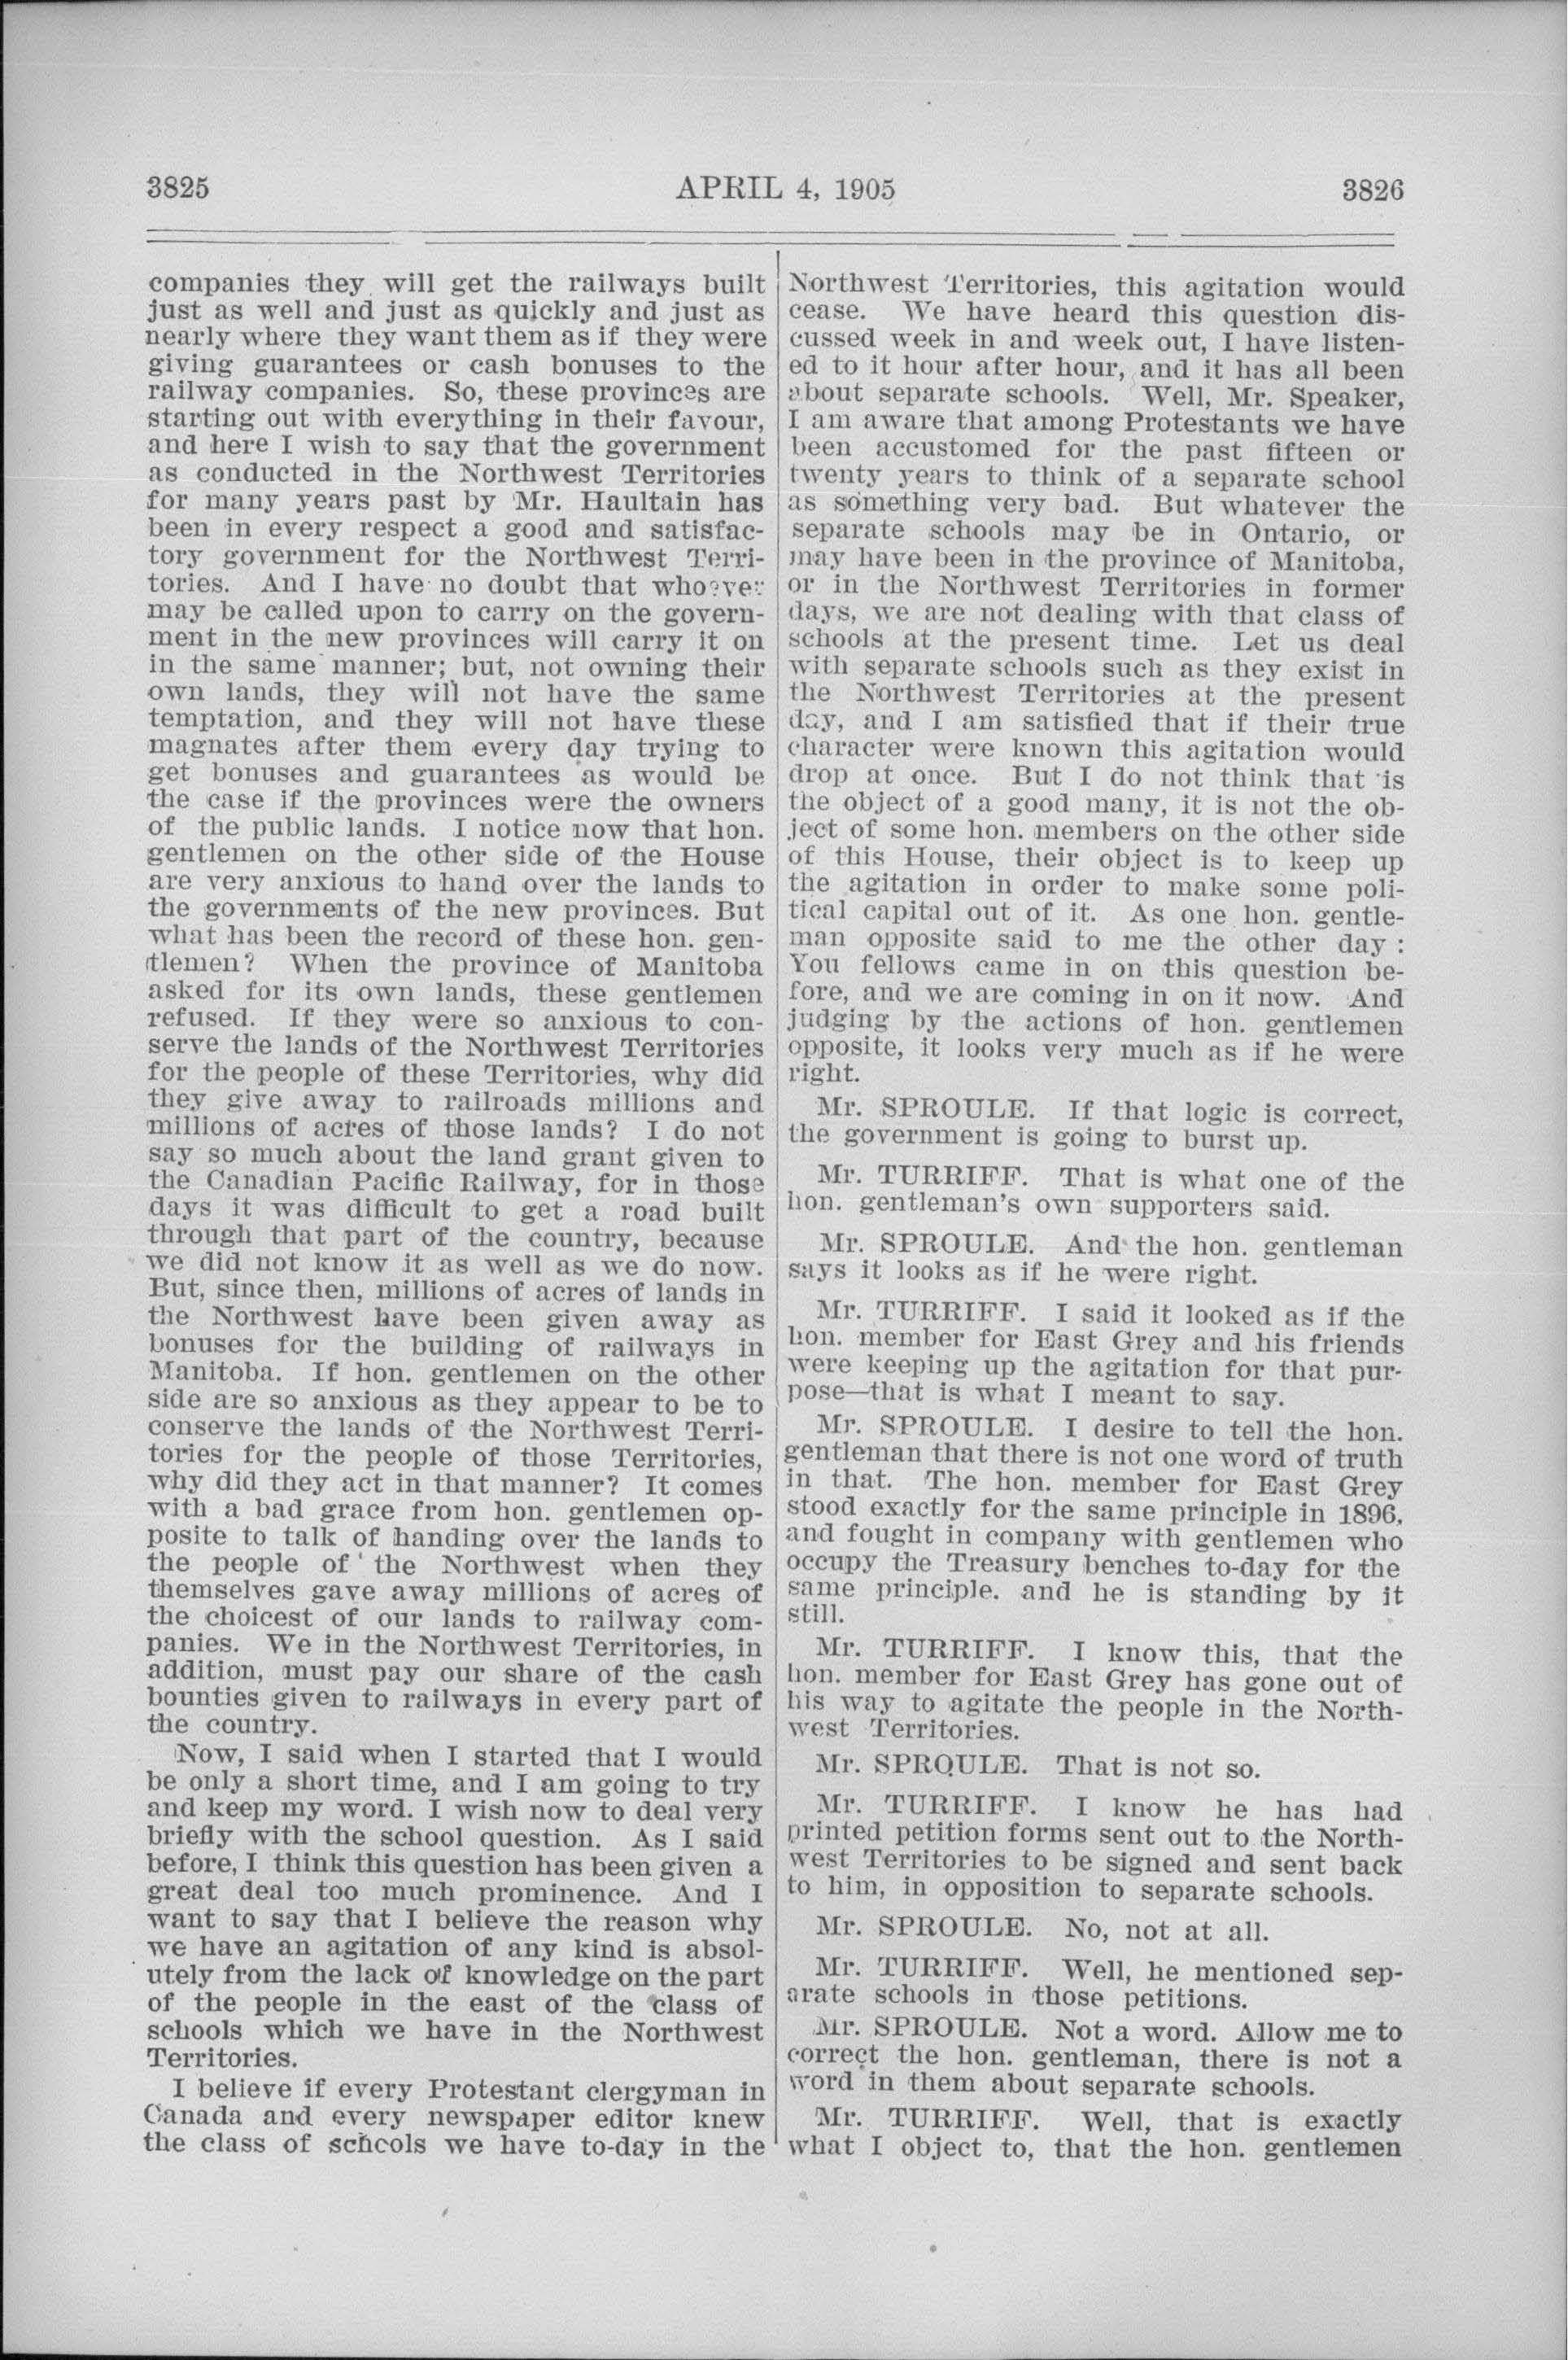 3825
APRIL 4, 1905
3826
companies they will get the railways built
just as well and just as quickly and just as
nearly where they want them as if they were
giving guarantees or cash bonuses to the
railway companies. So, these provinces are
starting out with everything in their favour,
and here I wish to say that the government
as conducted in the Northwest Territories
for many years past by Mr. Haultain has
been in every respect a good and satisfac-
tory government for the Northwest Terri-
tories. And I have no doubt that whoever
may be called upon to carry on the govern-
ment in the new provinces will carry it on
in the same manner; but, not owning their
own lands, they will not have the same
temptation, and they will not have these
magnates after them every day trying to
get bonuses and guarantees as would be
the case if the provinces were the owners
of the public lands. I notice now that hon.
gentlemen on the other side of the House
are very anxious to hand over the lands to
the governments of the new provinces. But
what has been the record of these hon. gen-
tlemen? When the province of Manitoba
asked for its own lands, these gentlemen
refused. If they were so anxious to con-
serve the lands of the Northwest Territories
for the people of these Territories, why did
they give away to railroads millions and
millions of acres of those lands? I do not
say so much about the land grant given to
the Canadian Pacific Railway, for in those
days it was difficult to get a road built
through that part of the country, because
we did not know it as well as we do now.
But, since then, millions of acres of lands in
the Northwest have been given away as
bonuses for the building of railways in
Manitoba. If hon. gentlemen on the other
side are so anxious as they appear to be to
conserve the lands of the Northwest Terri-
tories for the people of those Territories,
why did they act in that manner? It comes
with a bad grace from hon. gentlemen op-
posite to talk of handing over the lands to
the people of the Northwest when they
themselves gave away millions of acres of
the choicest of our lands to railway com-
panies. We in the Northwest Territories, in
addition, must pay our share of the cash
bounties given to railways in every part of
the country.
Now, I said when I started that I would
be only a short time, and I am going to try
and keep my word. I wish now to deal very
briefly with the school question. As I said
before, I think this question has been given a
great deal too much prominence. And I
want to say that I believe the reason why
we have an agitation of any kind is absol-
utely from the lack of knowledge on the part
of the people in the east of the class of
schools which we have in the Northwest
Territories.
I believe if every Protestant clergyman in
Canada and every newspaper editor knew
the class of schools we have to-day in the
Northwest Territories, this agitation would
cease. We have heard this question dis-
cussed week in and week out, I have listen-
ed to it hour after hour, and it has all been
about separate schools. Well, Mr. Speaker,
I am aware that among Protestants we have
been accustomed for the past fifteen or
twenty years to think of a separate school
as something very bad. But whatever the
separate schools may be in Ontario, or
may have been in the province of Manitoba,
or in the Northwest Territories in former
days, we are not dealing with that class of
schools at the present time. Let us deal
with separate schools such as they exist in
the Northwest Territories at the present
day, and I am satisfied that if their true
character were known this agitation would
drop at once. But I do not think that is
the object of a good many, it is not the ob-
ject of some hon. members on the other side
of this House, their object is to keep up
the agitation in order to make some poli-
tical capital out of it. As one hon. gentle-
man opposite said to me the other day :
You fellows came in on this question be-
fore, and we are coming in on it now. And
judging by the actions of hon. gentlemen
opposite, it looks very much as if he were
right.
Mr. SPROULE. If that logic is correct,
the government is going to burst up.
Mr. TURRIFF. That is what one of the
hon. gentleman's own supporters said.
Mr. SPROULE. And the hon. gentleman
says it looks as if he were right.
Mr. TURRIFF. I said it looked as if the
hon. member for East Grey and his friends
were keeping up the agitation for that pur-
pose—that is what I meant to say.
Mr. SPROULE. I desire to tell the hon.
gentleman that there is not one word of truth
in that. The hon. member for East Grey
stood exactly for the same principle in 1896,
and fought in company with gentlemen who
occupy the Treasury benches to-day for the
same principle. and he is standing by it
still.
Mr. TURRIFF. I know this, that the
hon. member for East Grey has gone out of
his way to agitate the people in the North-
west Territories.
Mr. SPROULE. That is not so.
Mr. TURRIFF. I know he has had
printed petition forms sent out to the North-
west Territories to be signed and sent back
to him, in opposition to separate schools.
Mr. SPROULE. No, not at all.
Mr. TURRIFF. Well, he mentioned sep-
arate schools in those petitions.
Mr. SPROULE. Not a word. Allow me to
correct the hon. gentleman, there is not a
word in them about separate schools.
Mr. TURRIFF. Well, that is exactly
what I object to, that the hon. gentlemen